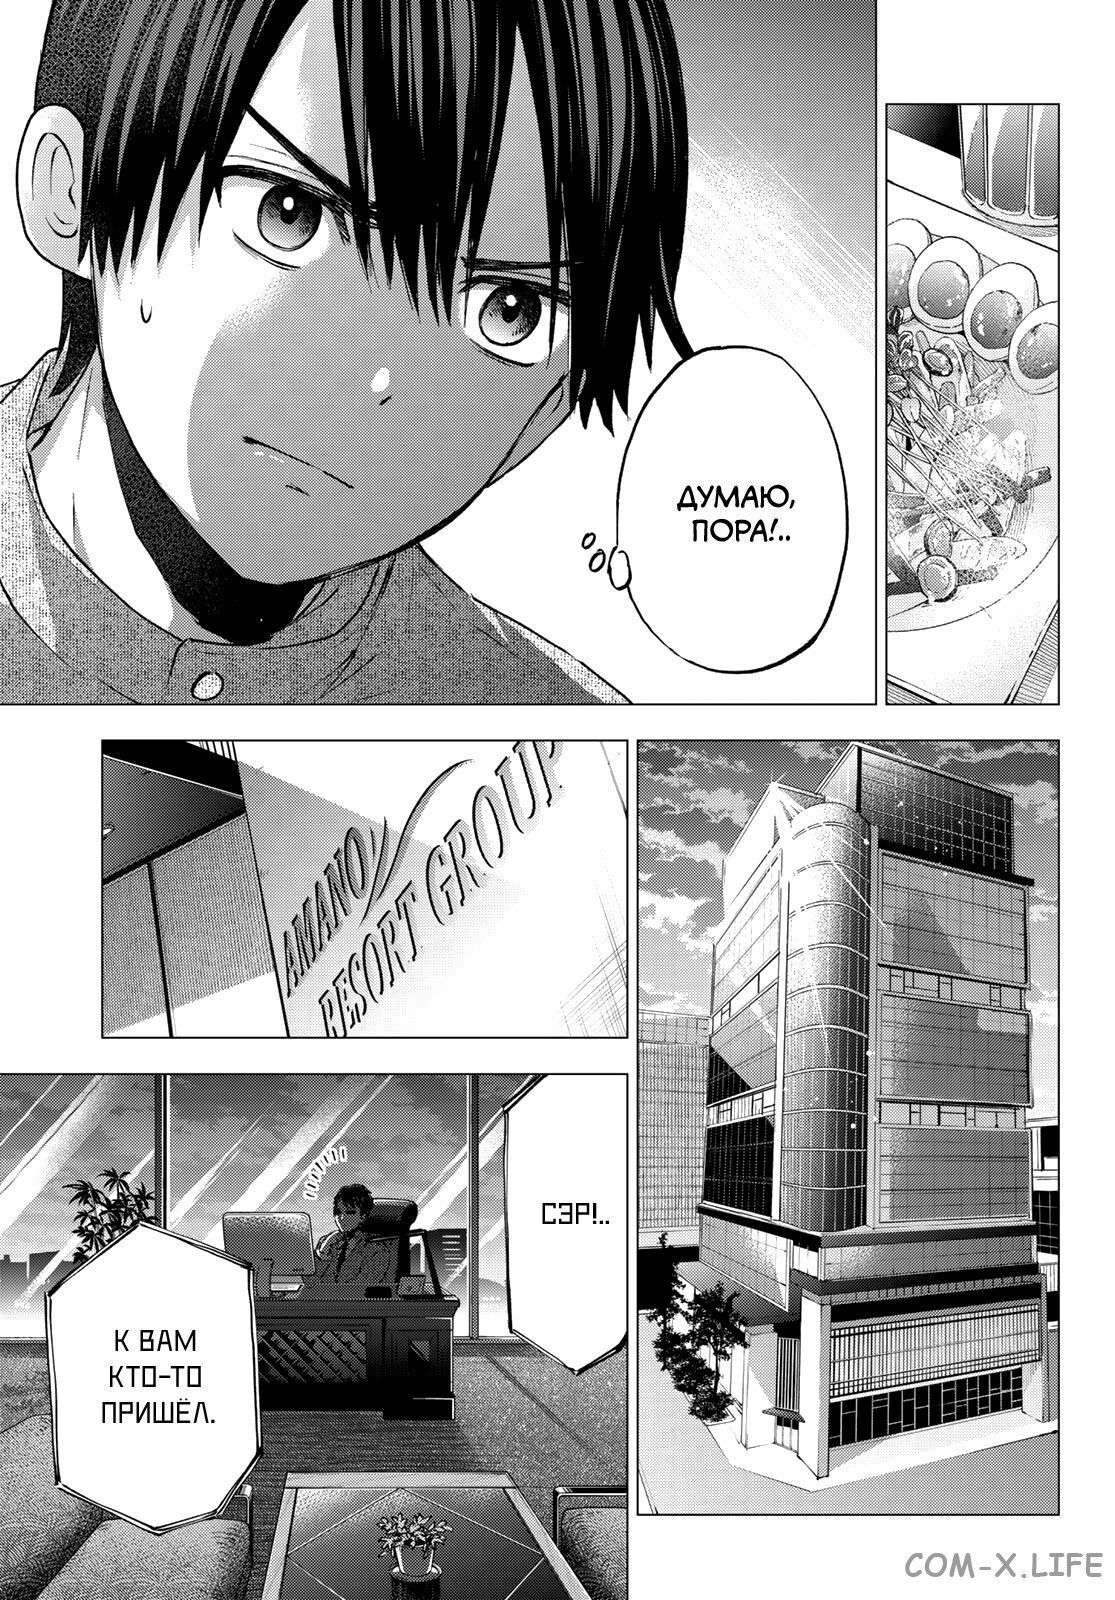 ДУМАЮ,
ПОРА!..
AMANO
RESORT GROUP
СЭР!..
К ВАМ
КТО-ТО
ПРИШЁЛ.
COM-X.LIFE